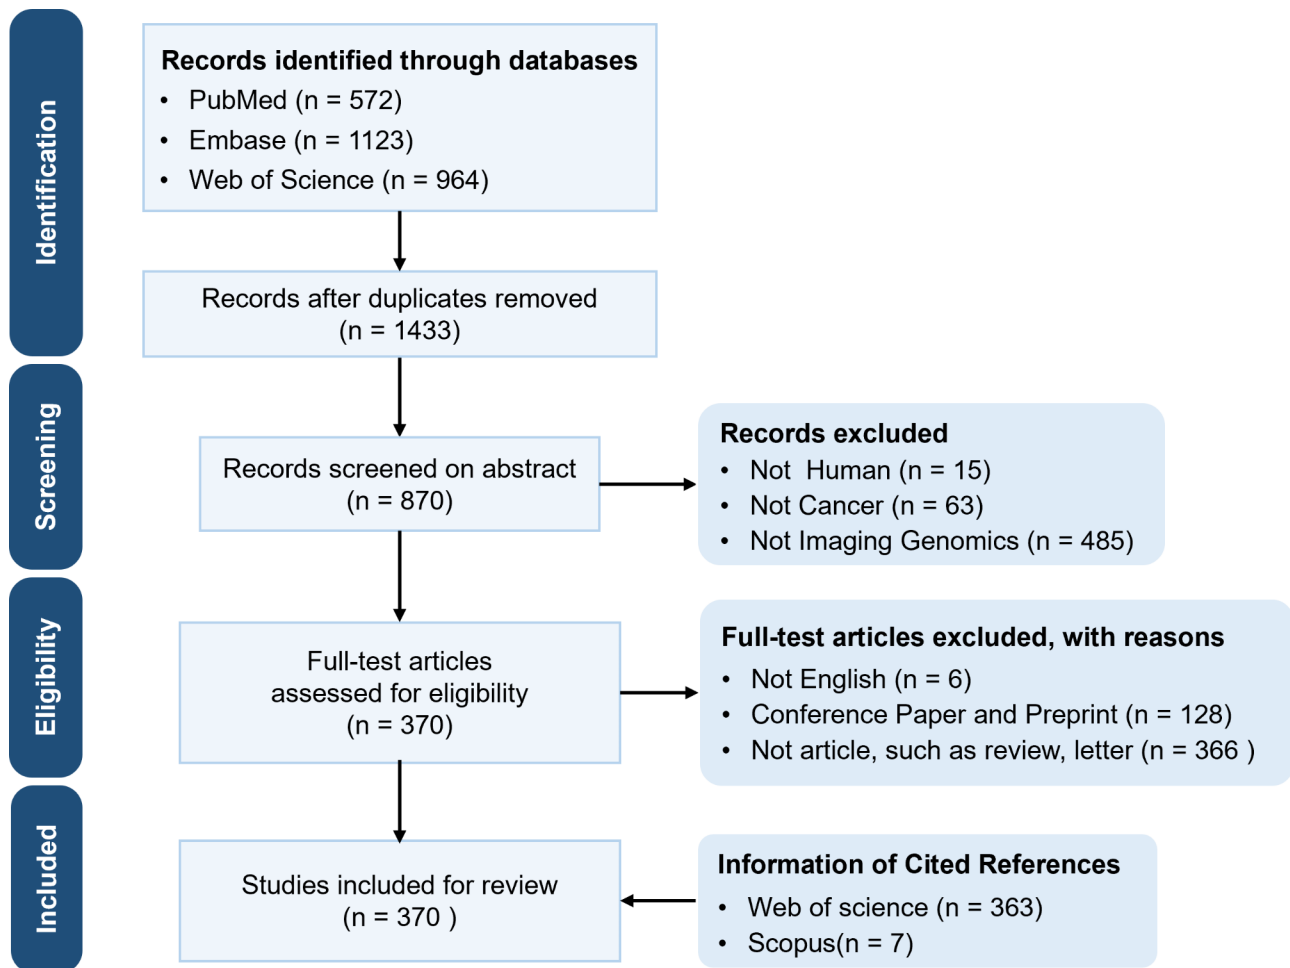 Identification
Records identified through databases
• PubMed (n = 572)
• Embase (n = 1123)
• Web of Science (n = 964)
Records after duplicates removed
(n = 1433)
Screening
Records screened on abstract
(n = 870)
Records excluded
• Not  Human (n = 15)
• Not Cancer (n = 63)
• Not Imaging Genomics (n = 485)
Eligibility
Full-test articles
assessed for eligibility
(n = 370)
Full-test articles excluded, with reasons
• Not English (n = 6)
• Conference Paper and Preprint (n = 128)
• Not article, such as review, letter (n = 366 )
Included
Studies included for review
(n = 370 )
Information of Cited References
• Web of science (n = 363)
• Scopus(n = 7)